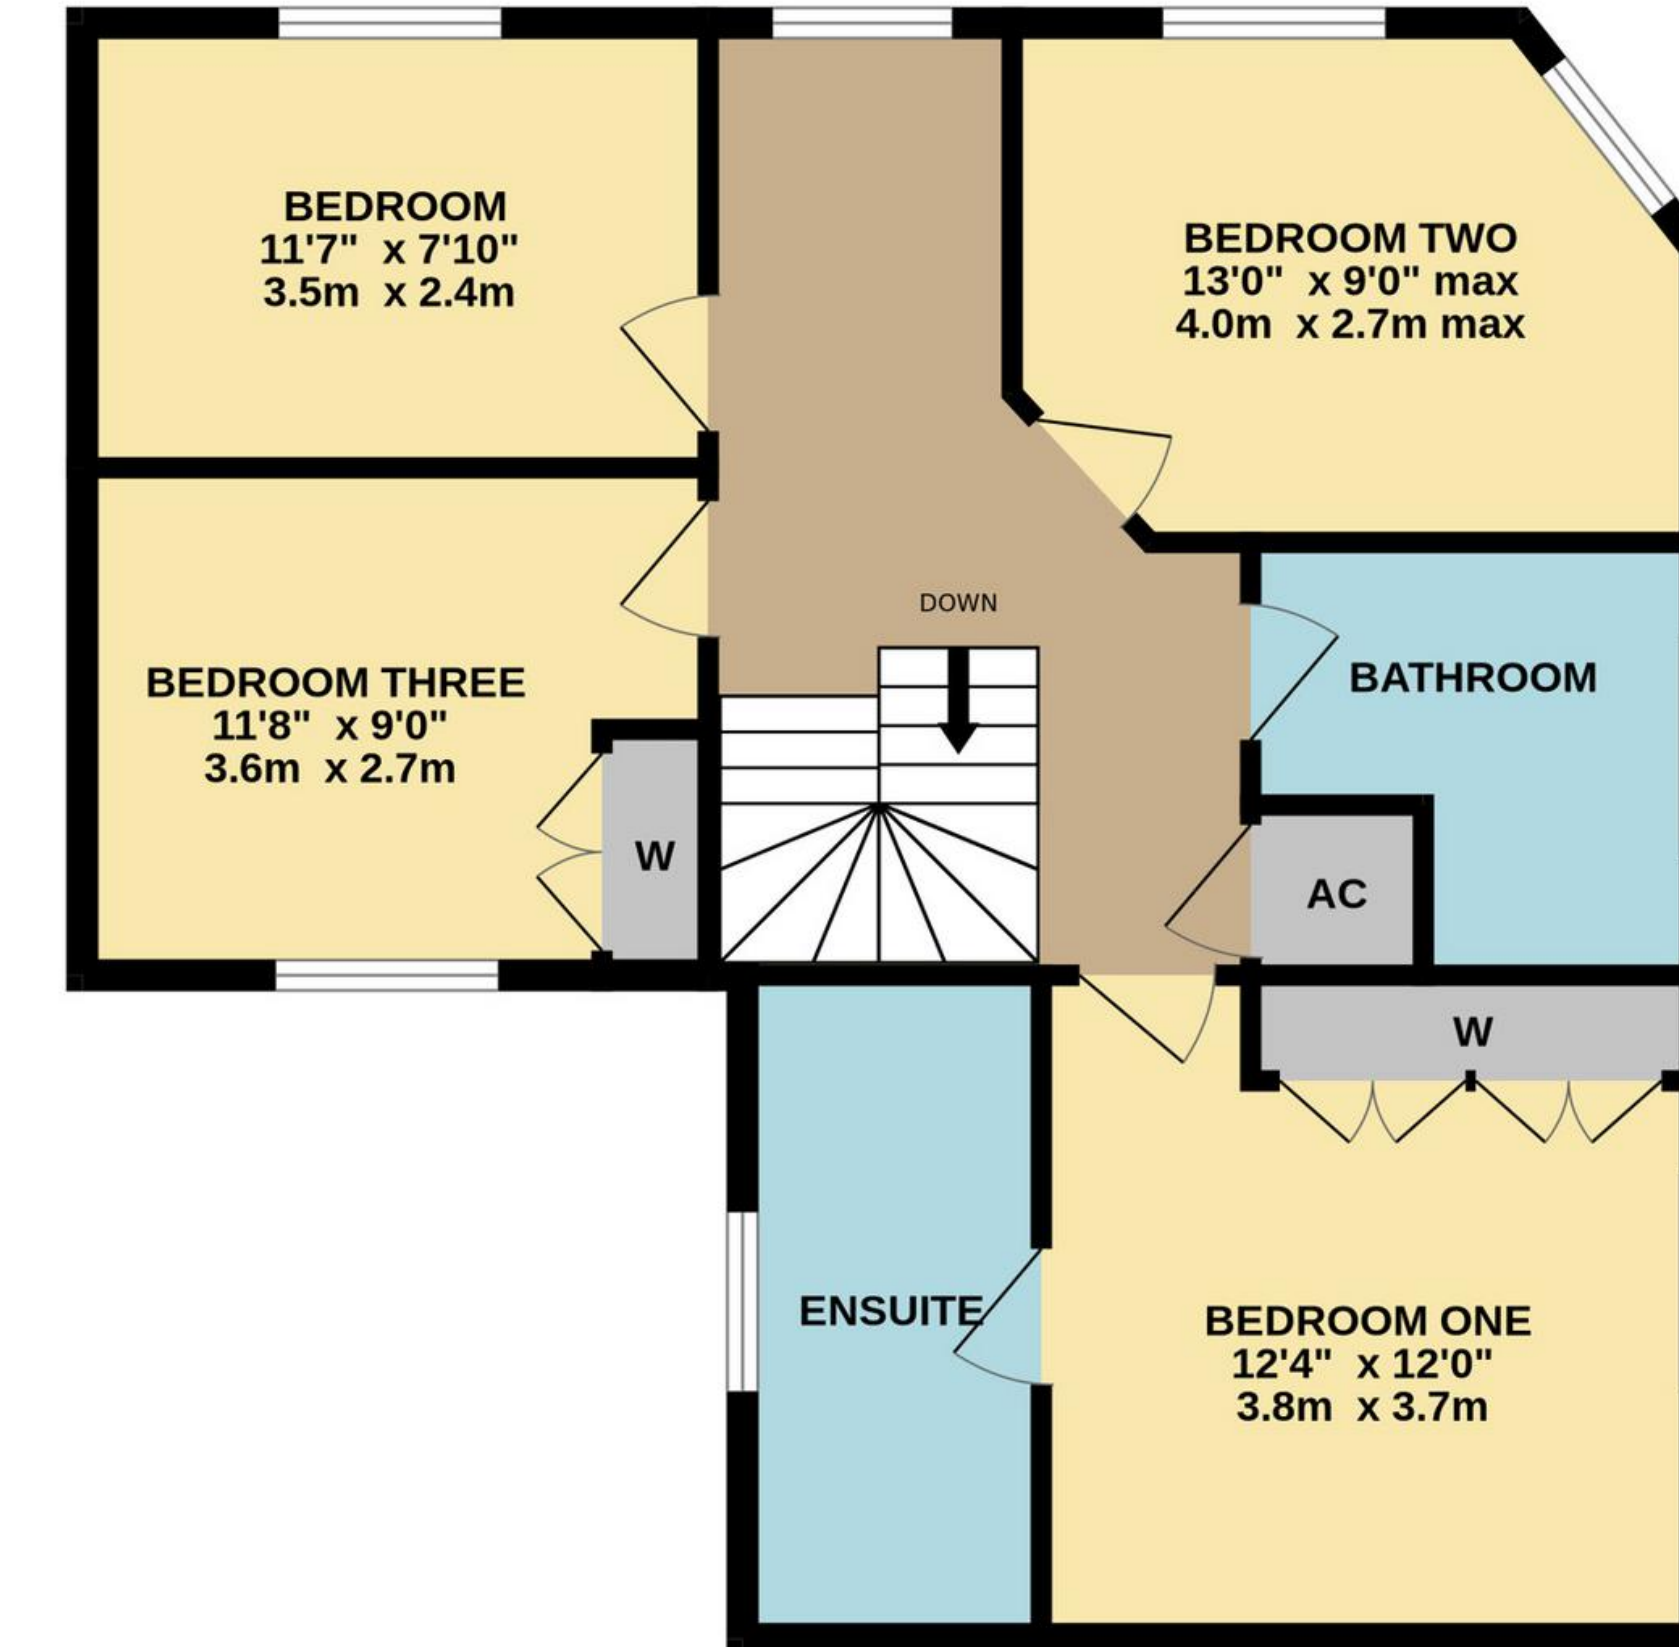 BEDROOM
11'7" x 7'10"
3.5m x 2.4m
BEDROOM TWO
13'0" x 9'0" max
4.0m x 2.7m max
DOWN
BEDROOM THREE
11'8" x 9'0"
3.6m x 2.7m
BATHROOM
W
AC
W
ENSUITE
BEDROOM ONE
12'4" x 12'0"
3.8m x 3.7m